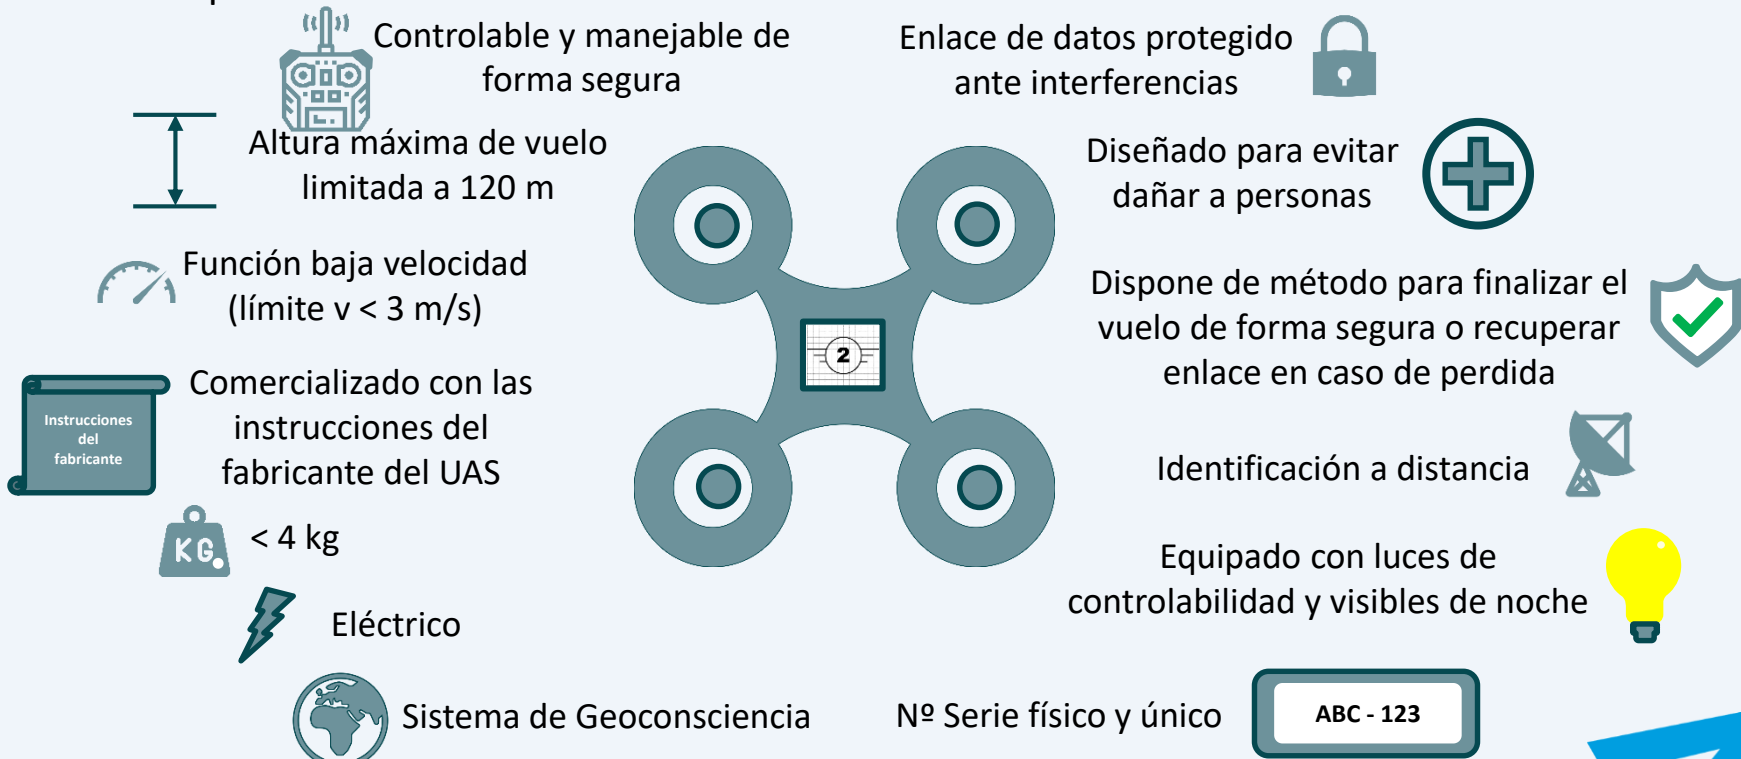 Controlable y manejable de
forma segura
Altura máxima de vuelo
limitada a 120 m
Función baja velocidad
(límite v < 3 m/s)
Comercializado con las
instrucciones del
fabricante del UAS
Instrucciones
del
fabricante
KG
< 4 kg
Eléctrico
Sistema de Geoconsciencia
2
Enlace de datos protegido
ante interferencias
Diseñado para evitar
dañar a personas
Dispone de método para finalizar el
vuelo de forma segura o recuperar
enlace en caso de perdida
Identificación a distancia
Equipado con luces de
controlabilidad y visibles de noche
Nº Serie físico y único
ABC - 123